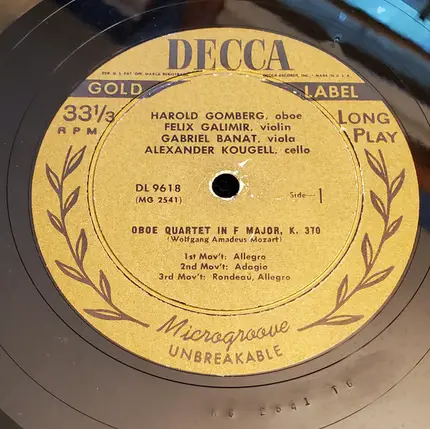 DECCA
GOLD LABEL
33⅓ RPM
LONG PLAY
HAROLD GOMBERG, oboe
FELIX GALIMIR, violin
GABRIEL BANAT, viola
ALEXANDER KOUGELL, cello
DL 9618
(MG 2541)
Side—1
OBOE QUARTET IN F MAJOR, K. 370
(Wolfgang Amadeus Mozart)
1st Mov't: Allegro
2nd Mov't: Adagio
3rd Mov't: Rondeau, Allegro
Microgroove
UNBREAKABLE